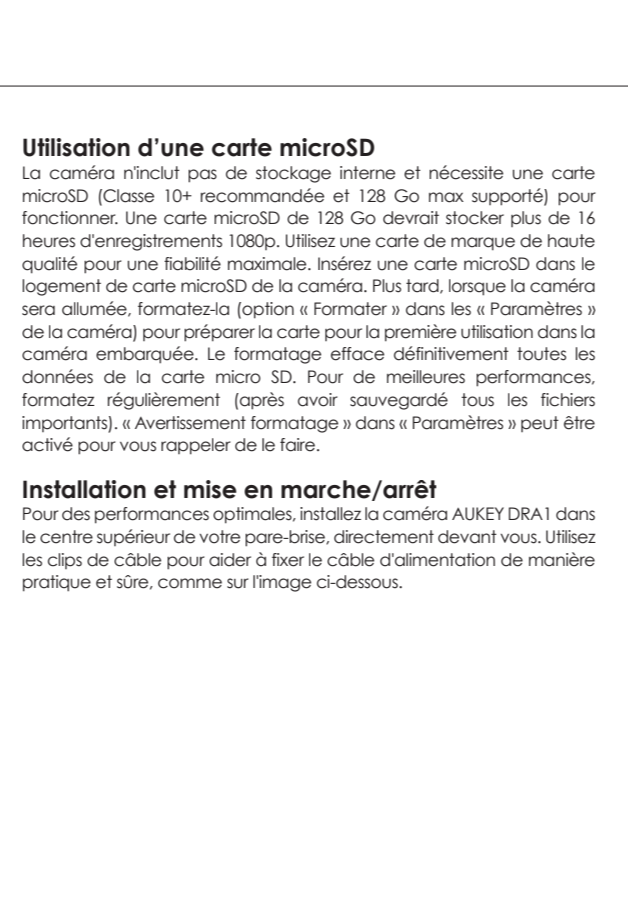 Utilisation d’une carte microSD
La caméra n'inclut pas de stockage interne et nécessite une carte
microSD (Classe 10+ recommandée et 128 Go max supporté) pour
fonctionner. Une carte microSD de 128 Go devrait stocker plus de 16
heures d'enregistrements 1080p. Utilisez une carte de marque de haute
qualité pour une fiabilité maximale. Insérez une carte microSD dans le
logement de carte microSD de la caméra. Plus tard, lorsque la caméra
sera allumée, formatez-la (option « Formater » dans les « Paramètres »
de la caméra) pour préparer la carte pour la première utilisation dans la
caméra embarquée. Le formatage efface définitivement toutes les
données de la carte micro SD. Pour de meilleures performances,
formatez régulièrement (après avoir sauvegardé tous les fichiers
importants). « Avertissement formatage » dans « Paramètres » peut être
activé pour vous rappeler de le faire.
Installation et mise en marche/arrêt
Pour des performances optimales, installez la caméra AUKEY DRA1 dans
le centre supérieur de votre pare-brise, directement devant vous. Utilisez
les clips de câble pour aider à fixer le câble d'alimentation de manière
pratique et sûre, comme sur l'image ci-dessous.